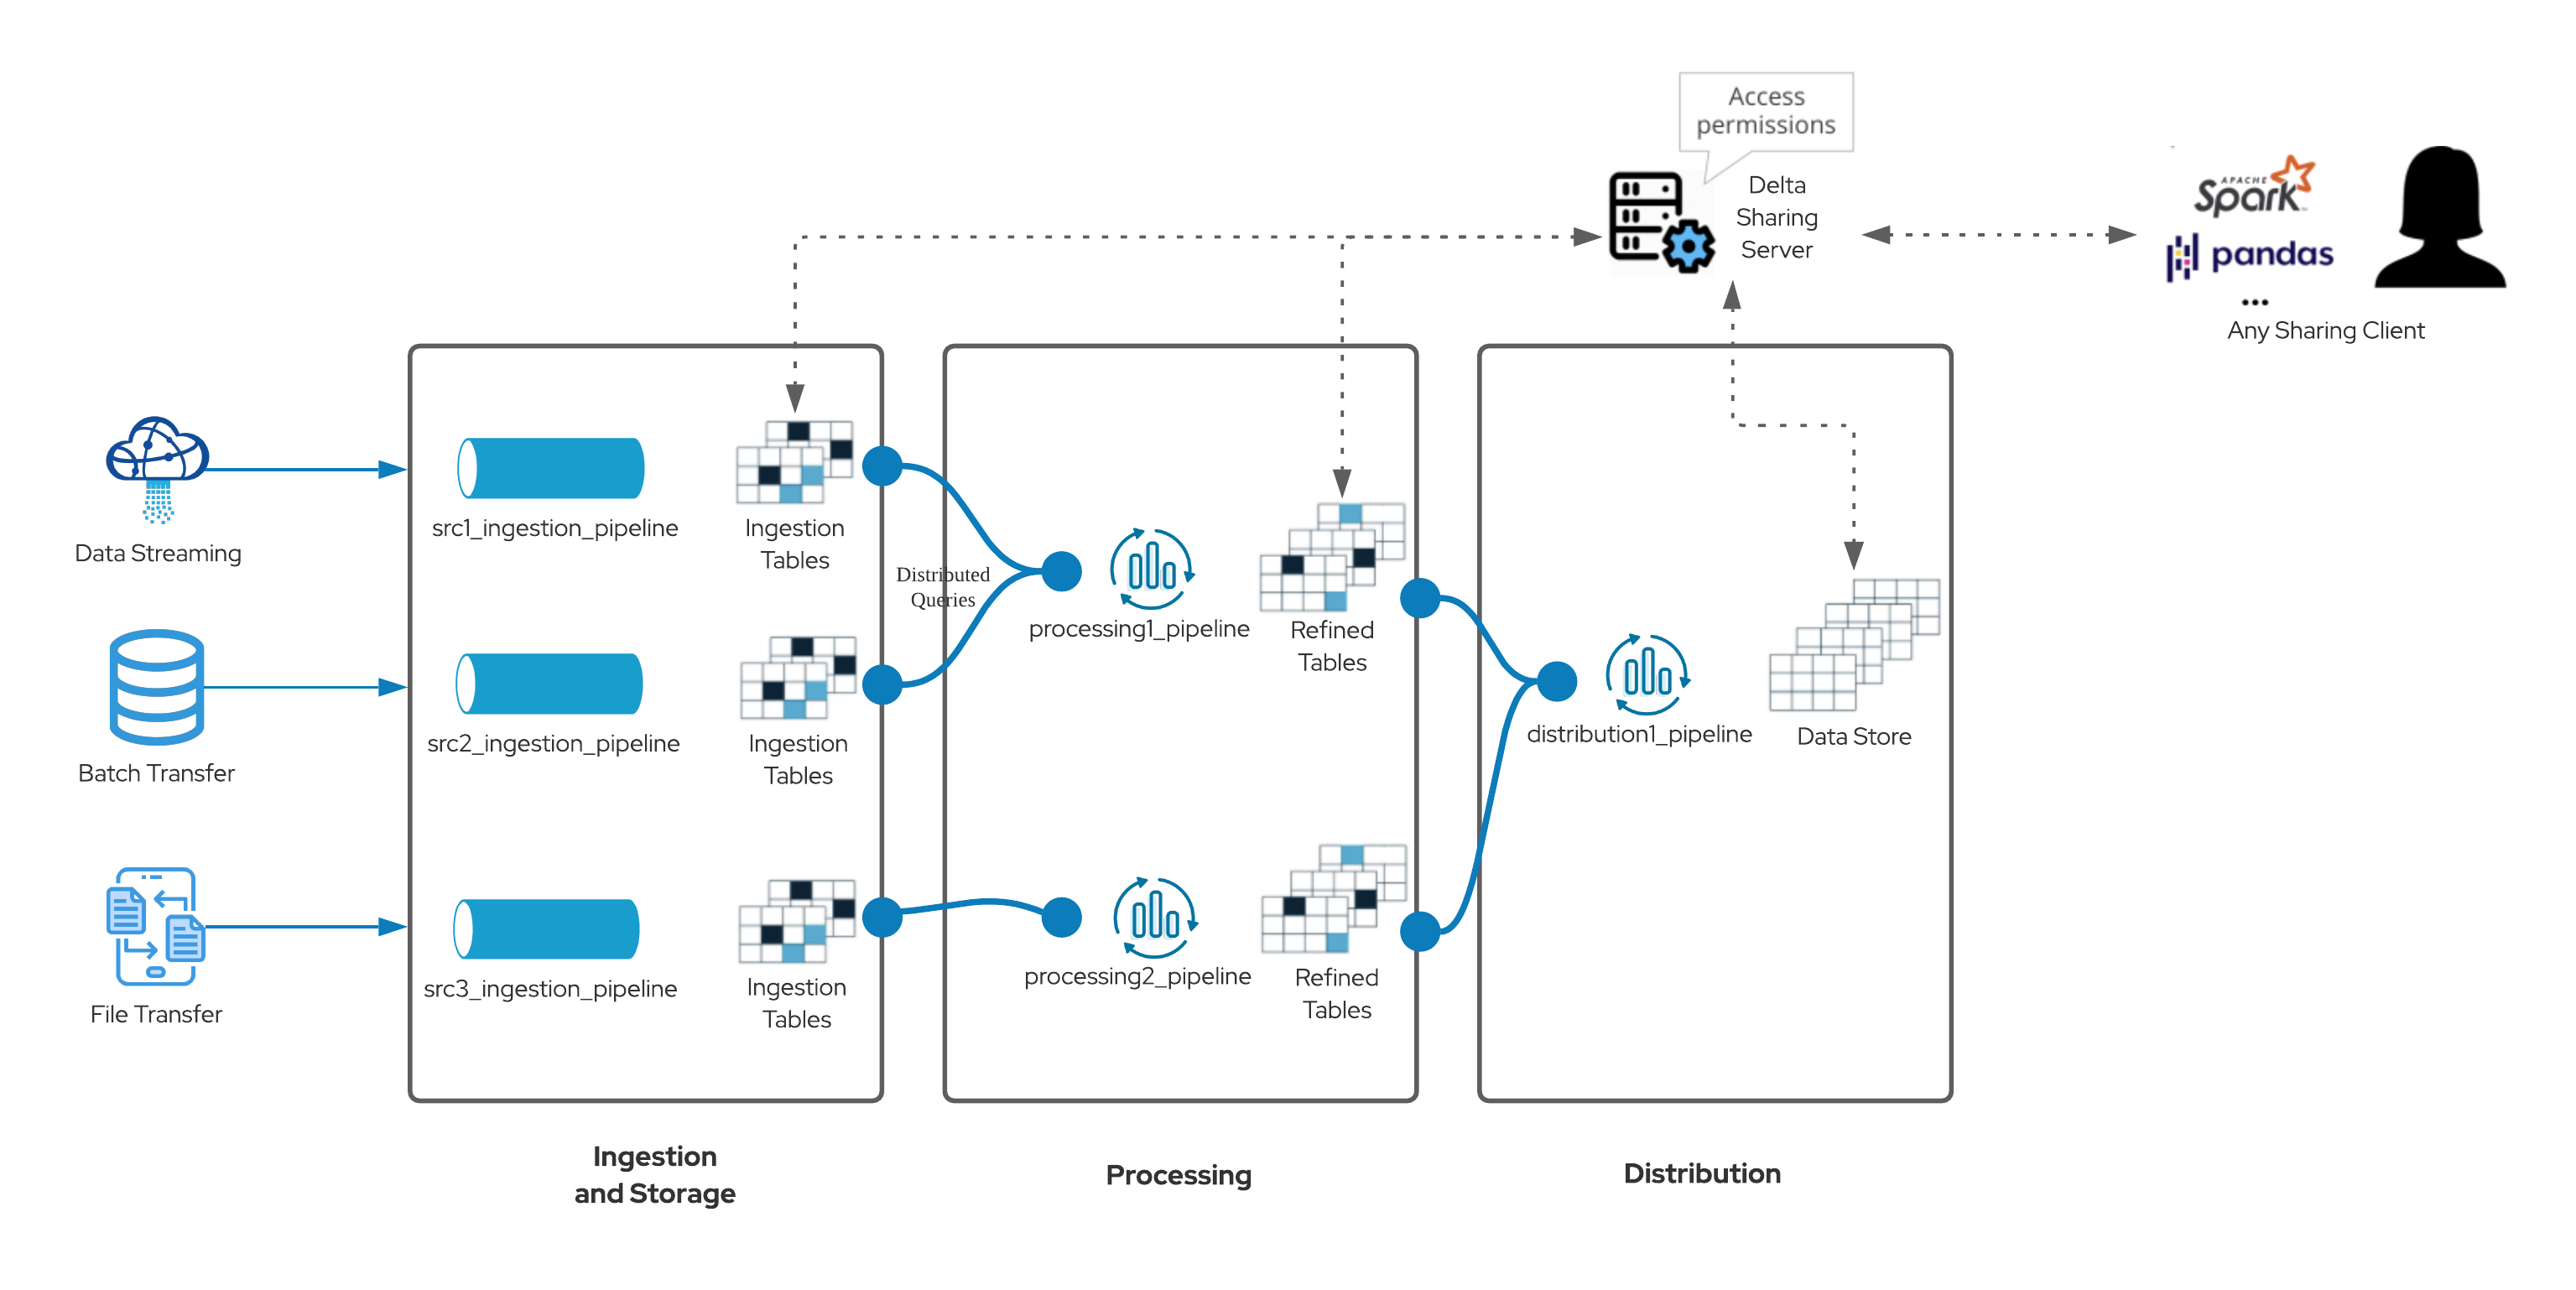 Access
permissions
Delta
Sharing
Server
APACHE
Spark™
pandas
...
Any Sharing Client
Data Streaming
src1_ingestion_pipeline
Ingestion
Tables
Distributed
Queries
processing1_pipeline
Refined
Tables
Batch Transfer
src2_ingestion_pipeline
Ingestion
Tables
distribution1_pipeline
Data Store
File Transfer
src3_ingestion_pipeline
Ingestion
Tables
processing2_pipeline
Refined
Tables
Ingestion
and Storage
Processing
Distribution